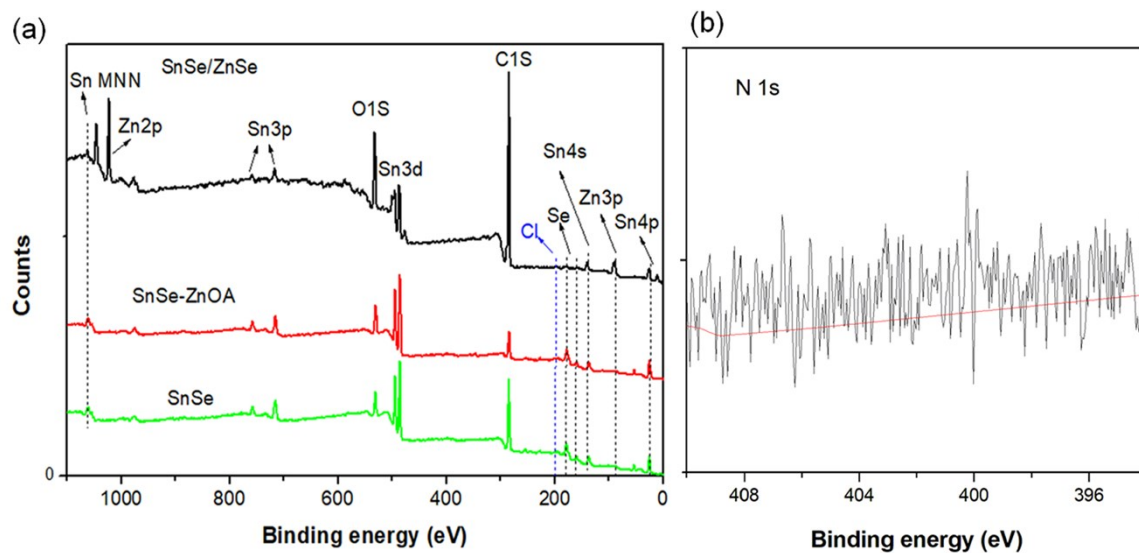 (a)
(b)
Sn MNN
SnSe/ZnSe
Zn2p
Sn3p
O1S
Sn3d
C1S
Sn4s
Zn3p
Cl
Se
Sn4p
SnSe-ZnOA
SnSe
Counts
0
1000
800
600
400
200
0
Binding energy (eV)
N 1s
408
404
400
396
Binding energy (eV)